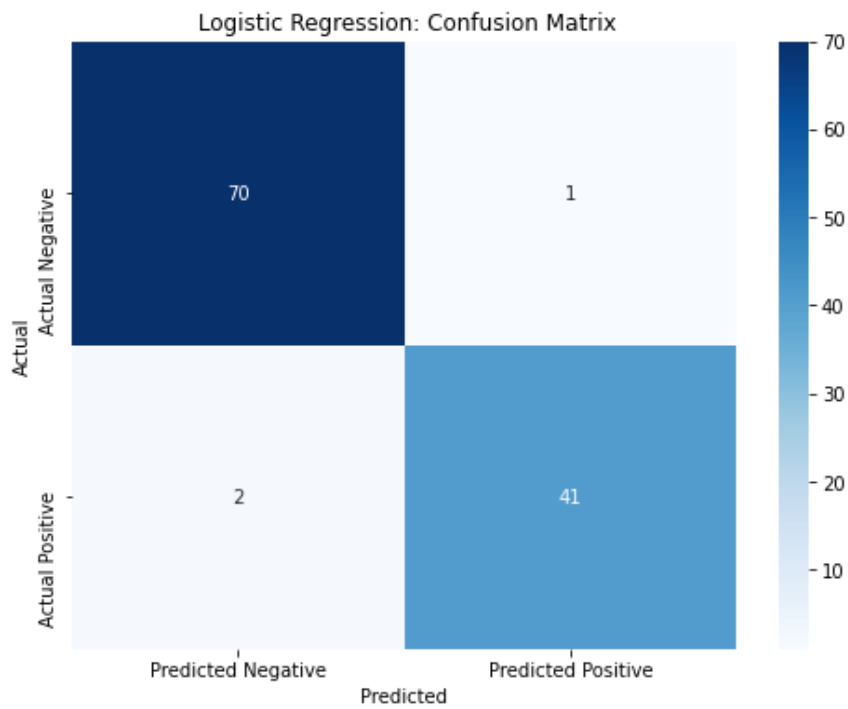 Logistic Regression: Confusion Matrix
Actual
Actual Negative
Actual Positive
70
1
2
41
Predicted Negative
Predicted Positive
Predicted
70
60
50
40
30
20
10